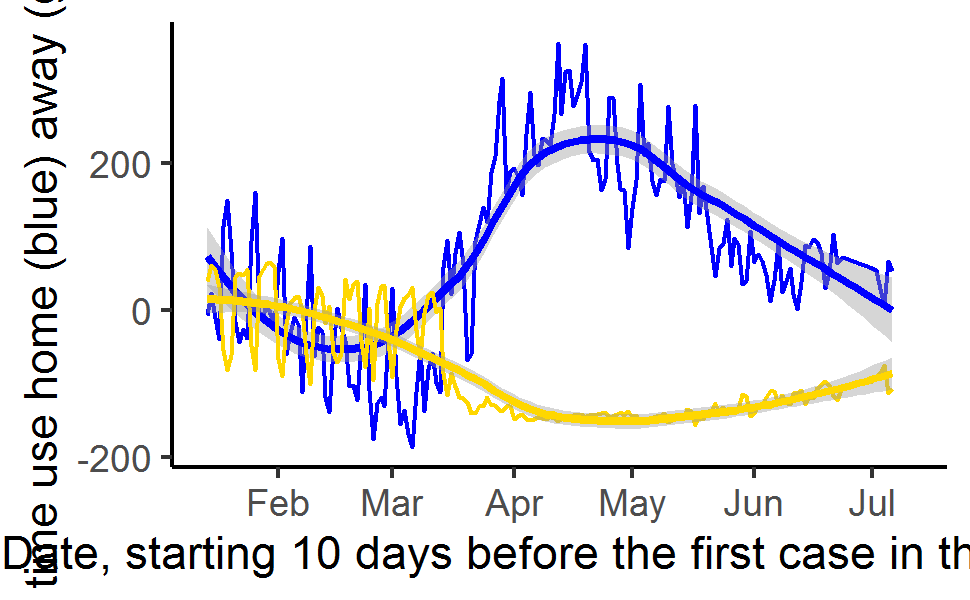 time use home (blue) away (
200
0
-200
Feb Mar Apr May Jun Jul
Date, starting 10 days before the first case in th